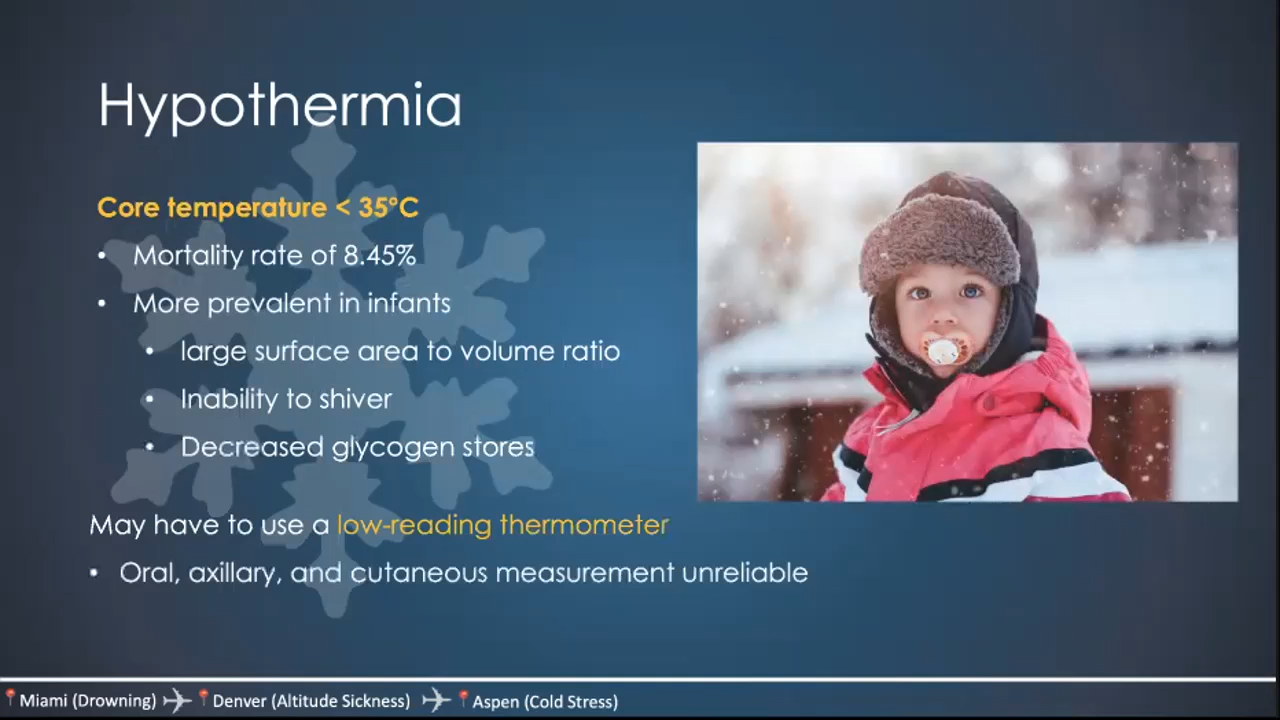 Hypothermia
Core temperature < 35°C
• Mortality rate of 8.45%
• More prevalent in infants
• large surface area to volume ratio
• Inability to shiver
• Decreased glycogen stores
May have to use a low-reading thermometer
• Oral, axillary, and cutaneous measurement unreliable
Miami (Drowning) Denver (Altitude Sickness) Aspen (Cold Stress)